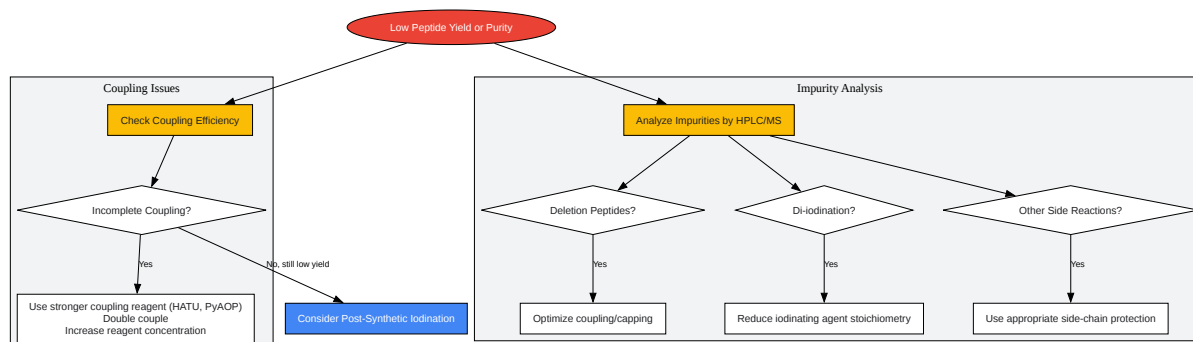 Low Peptide Yield or Purity
Coupling Issues
Impurity Analysis
Check Coupling Efficiency
Analyze Impurities by HPLC/MS
Incomplete Coupling?
Deletion Peptides?
Di-iodination?
Other Side Reactions?
Yes
No, still low yield
Yes
Yes
Yes
Use stronger coupling reagent (HATU, PyAOP)
Double couple
Increase reagent concentration
Consider Post-Synthetic Iodination
Optimize coupling/capping
Reduce iodinating agent stoichiometry
Use appropriate side-chain protection